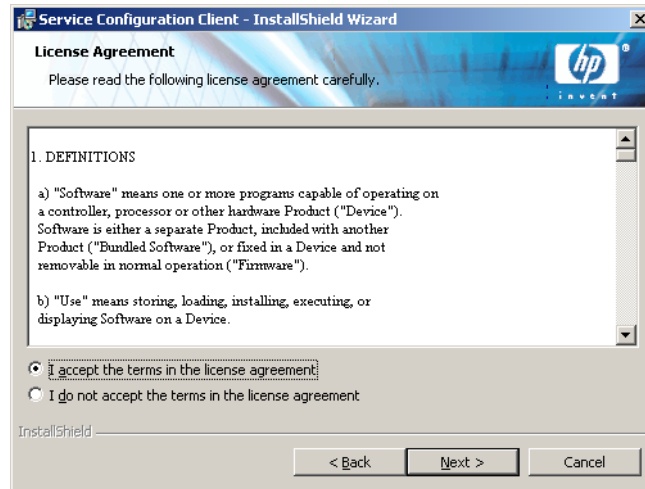 Service Configuration Client - InstallShield Wizard
License Agreement
Please read the following license agreement carefully.
hp
®
invent
1. DEFINITIONS
a) "Software" means one or more programs capable of operating on
a controller, processor or other hardware Product ("Device").
Software is either a separate Product, included with another
Product ("Bundled Software"), or fixed in a Device and not
removable in normal operation ("Firmware").
b) "Use" means storing, loading, installing, executing, or
displaying Software on a Device.
I accept the terms in the license agreement
I do not accept the terms in the license agreement
InstallShield
< Back Next > Cancel